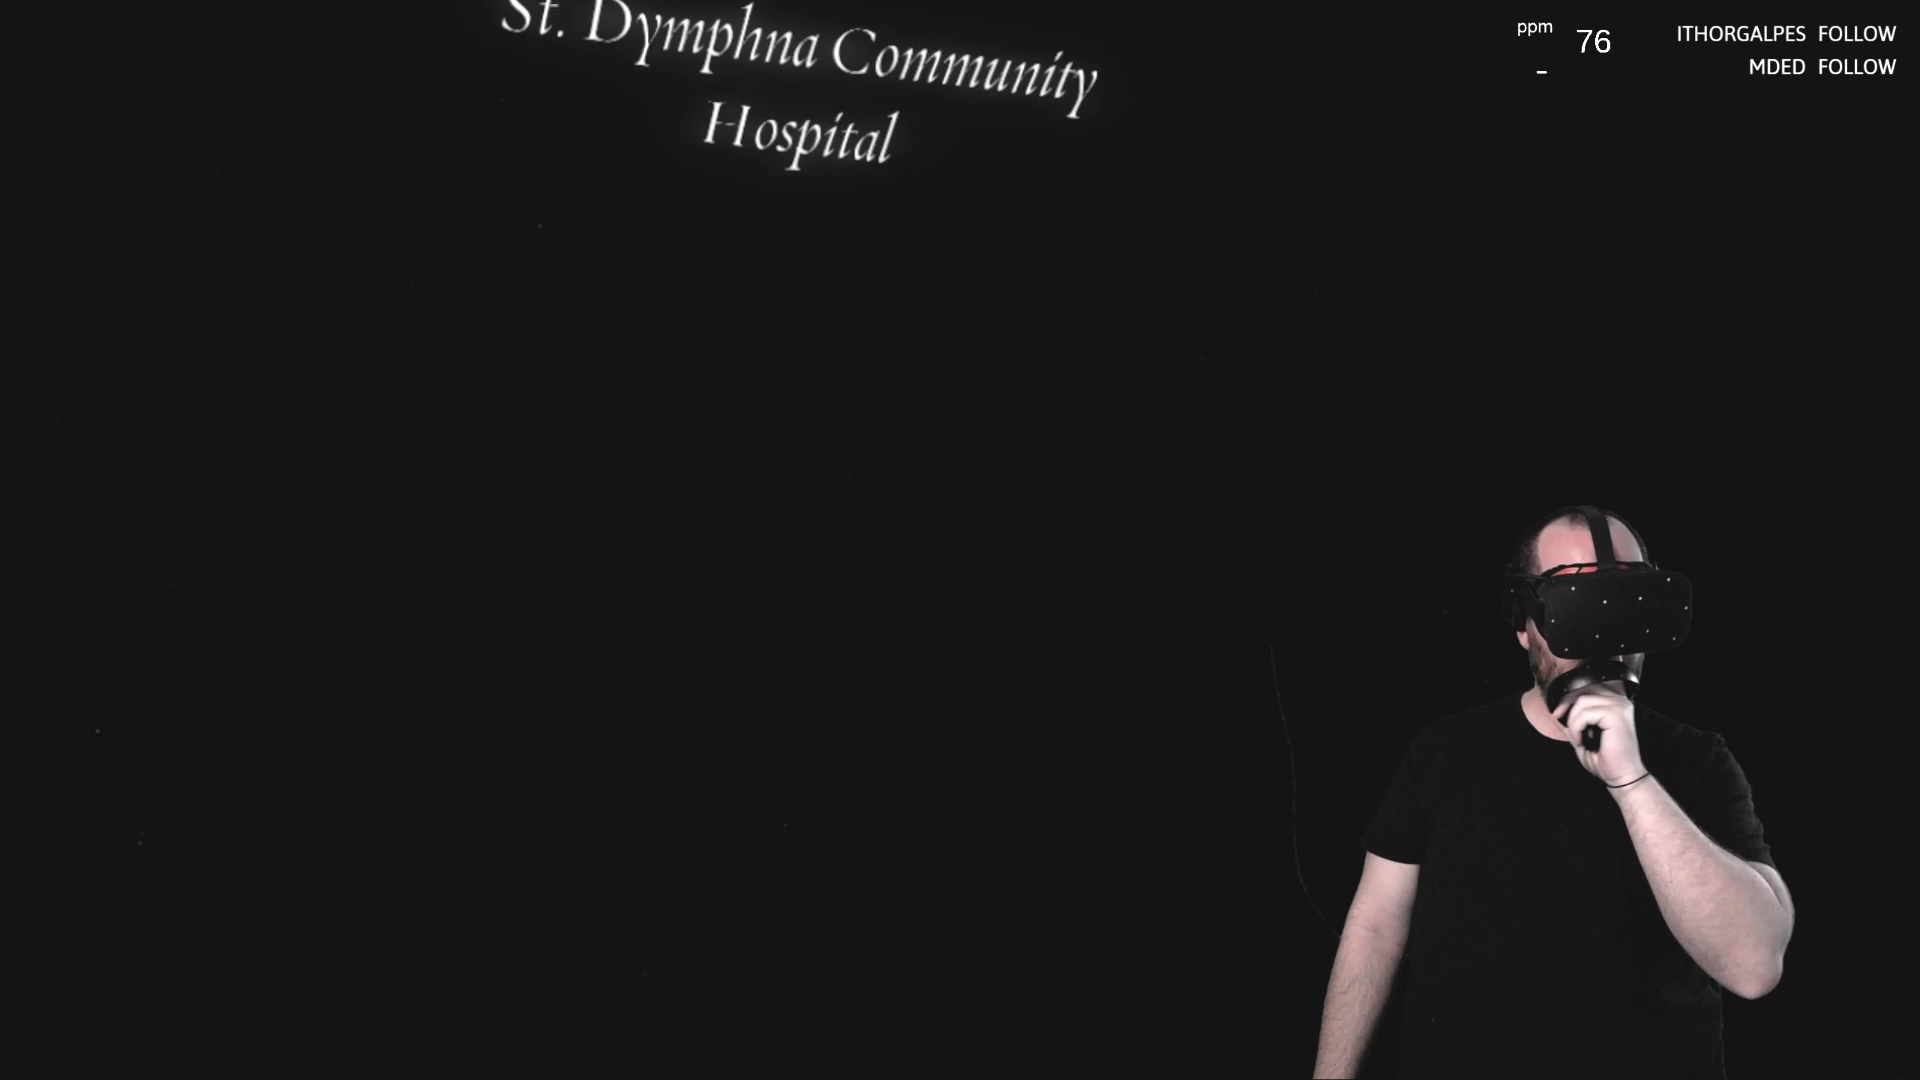 St. Dymphna Community
Hospital
ppm 76
-
ITHORGALPES FOLLOW
MDED FOLLOW